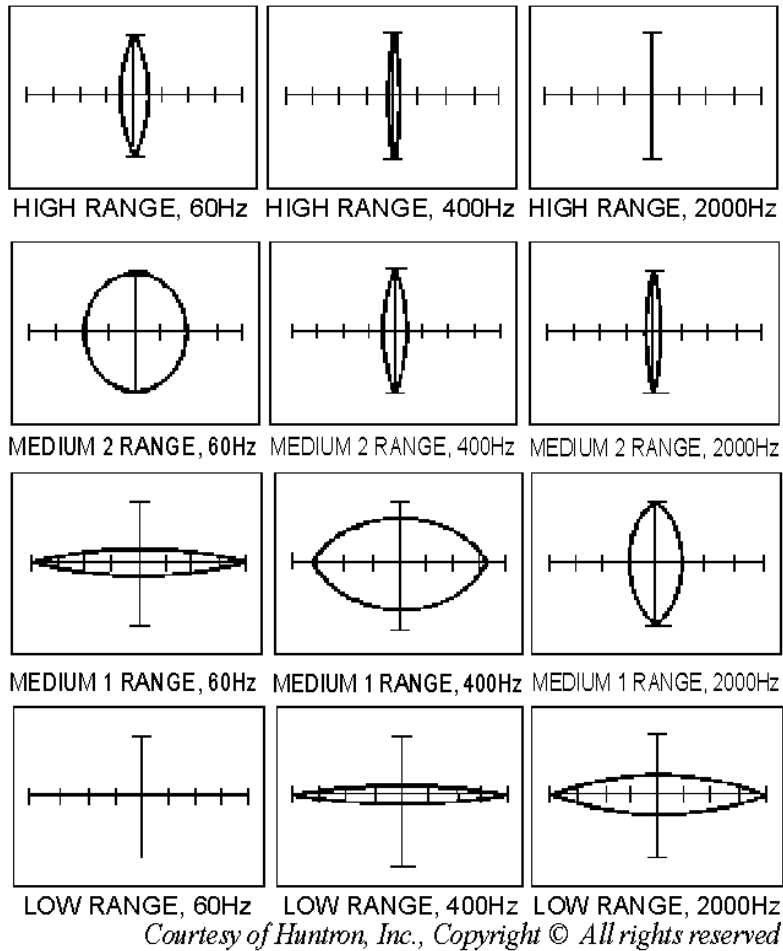 HIGH RANGE, 60Hz HIGH RANGE, 400Hz HIGH RANGE, 2000Hz
MEDIUM 2 RANGE, 60Hz MEDIUM 2 RANGE, 400Hz MEDIUM 2 RANGE, 2000Hz
MEDIUM 1 RANGE, 60Hz MEDIUM 1 RANGE, 400Hz MEDIUM 1 RANGE, 2000Hz
LOW RANGE, 60Hz LOW RANGE, 400Hz LOW RANGE, 2000Hz
Courtesy of Huntron, Inc., Copyright © All rights reserved